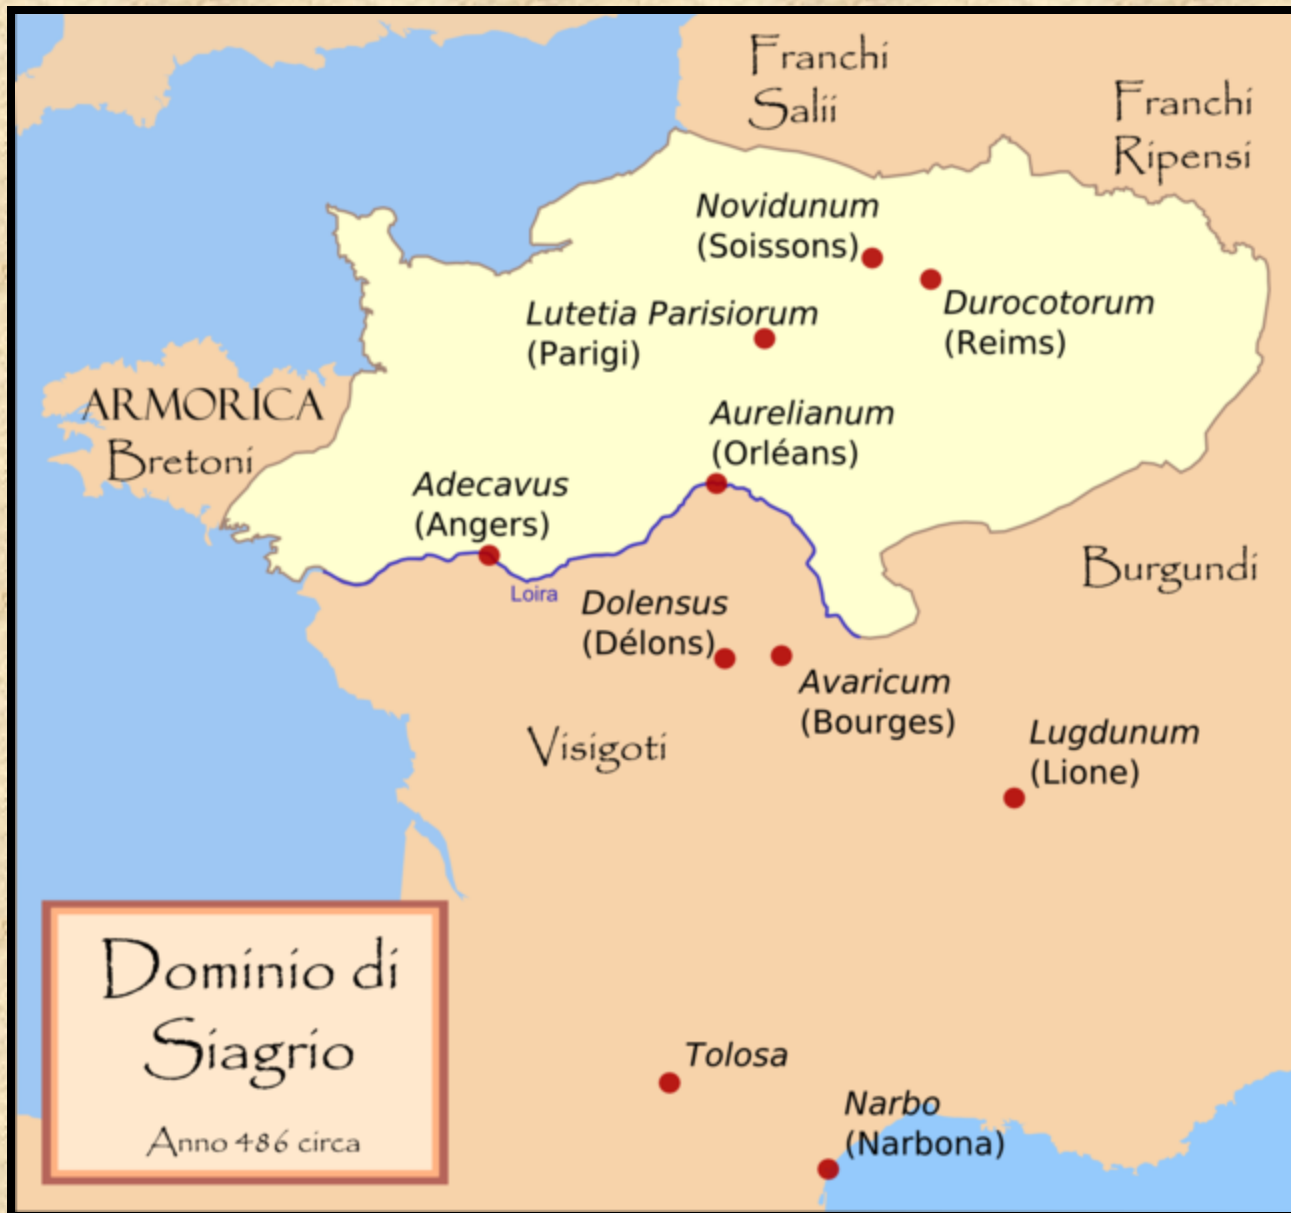 Franchi
Salii
Franchi
Ripensi
Novidunum
(Soissons)
Durocotorum
(Reims)
Lutetia Parisiorum
(Parigi)
ARMORICA
Bretoni
Aurelianum
(Orléans)
Adecavus
(Angers)
Loira
Burgundi
Dolensus
(Délons)
Avaricum
(Bourges)
Visigoti
Lugdunum
(Lione)
Dominio di
Siagrio
Anno 486 circa
Tolosa
Narbo
(Narbona)